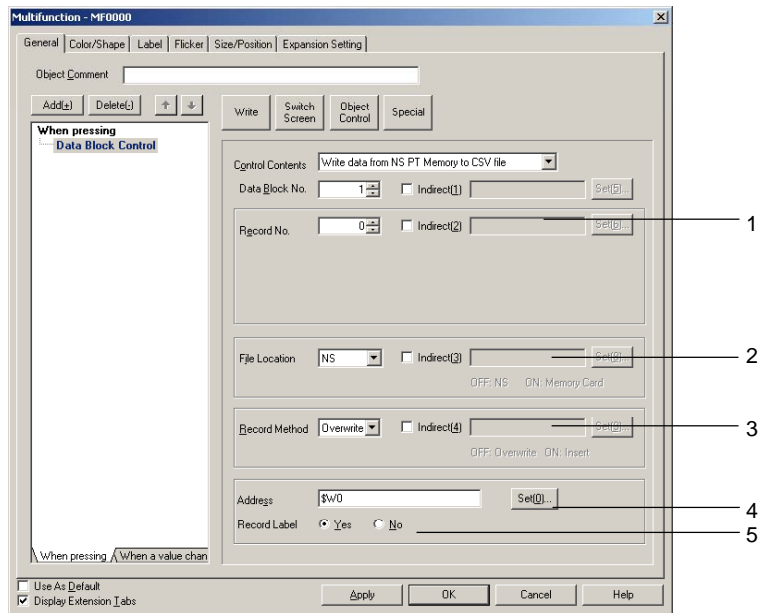 Multifunction - MF0000
General Color/Shape Label Flicker Size/Position Expansion Setting
Object Comment
Add(+) Delete(-)
Write Switch Screen Object Control Special
When pressing
Data Block Control
Control Contents Write data from NS PT Memory to CSV file
Data Block No. 1 Indirect(1) Set(5)...
Record No. 0 Indirect(2) Set(6)...
1
File Location NS Indirect(3)
2
OFF: NS ON: Memory Card
Record Method Overwrite Indirect(4)
3
OFF: Overwrite ON: Insert
Address $W0 Set(0)...
4
Record Label Yes No
5
When pressing When a value chan
Use As Default
Display Extension Tabs
Apply OK Cancel Help